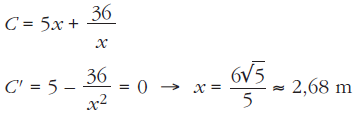 C = 5x + 36/x
C′ = 5 – 36/x² = 0 → x = 6√5/5 ≈ 2,68 m